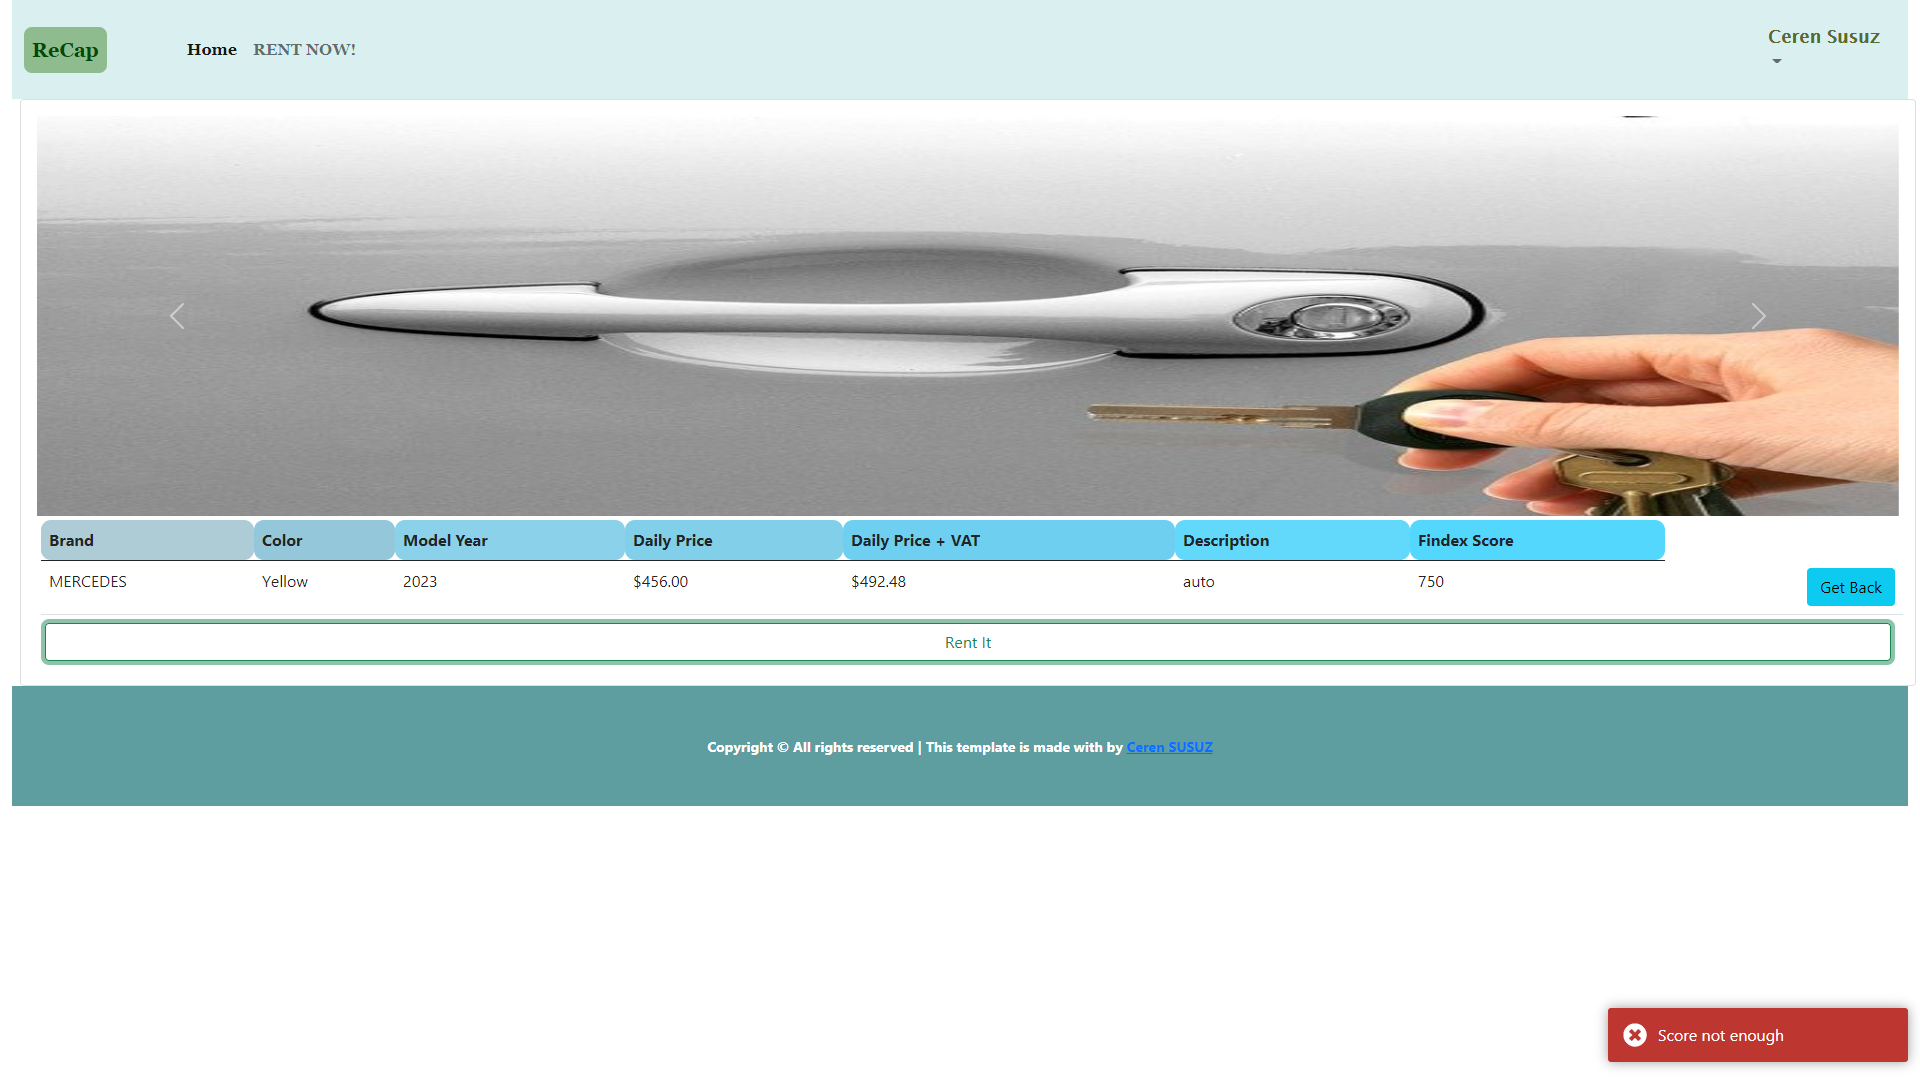 ReCap
Home RENT NOW!
Ceren Susuz
Brand Color Model Year Daily Price Daily Price + VAT Description Findex Score
MERCEDES Yellow 2023 $456.00 $492.48 auto 750 Get Back
Rent It
Copyright © All rights reserved | This template is made with by Ceren SUSUZ
Score not enough